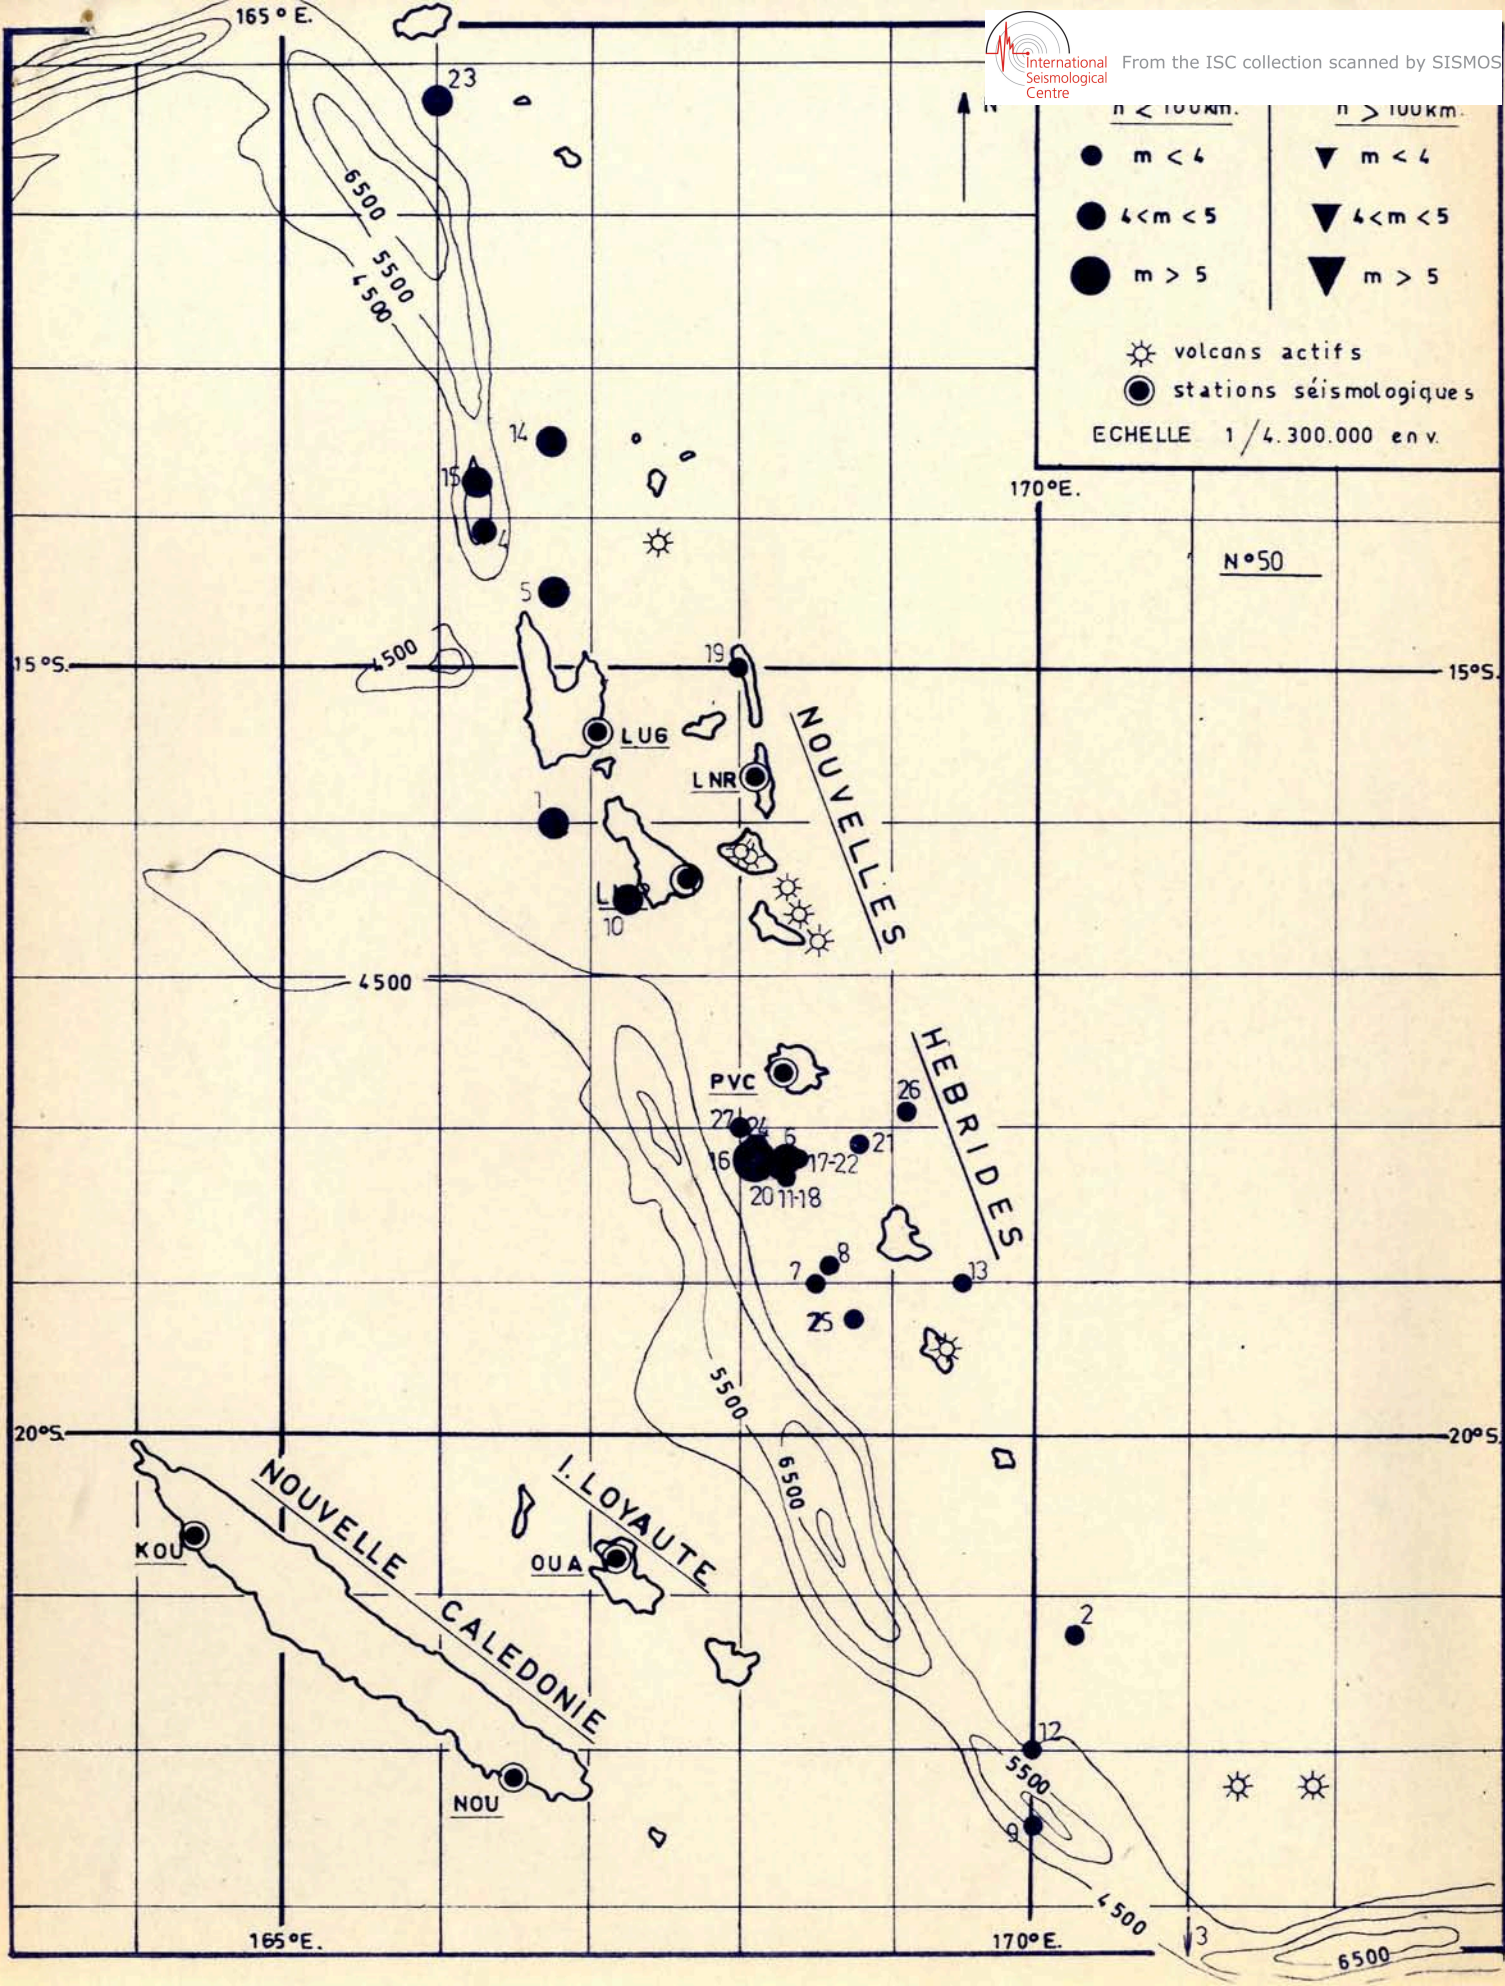 165° E.
International
Seismological
Centre
From the ISC collection scanned by SISMOS
23
N
h < 100km.
h > 100km.
m < 4
m < 4
4<m < 5
4<m < 5
m > 5
m > 5
volcans actifs
stations séismologiques
ECHELLE 1/4.300.000 env.
6500
5500
4500
14
15
4
170°E.
N°50
5
15°S.
4500
19
15°S.
LUG
LNR
NOUVELLES
1
10
4500
HEBRIDES
PVC
26
27
24
6
21
16
17-22
20
11-18
8
7
13
25
5500
20°S.
20°S.
6500
NOUVELLE CALEDONIE
I. LOYAUTE
KOU
OUA
2
12
5500
NOU
9
4500
165°E.
170°E.
3
6500